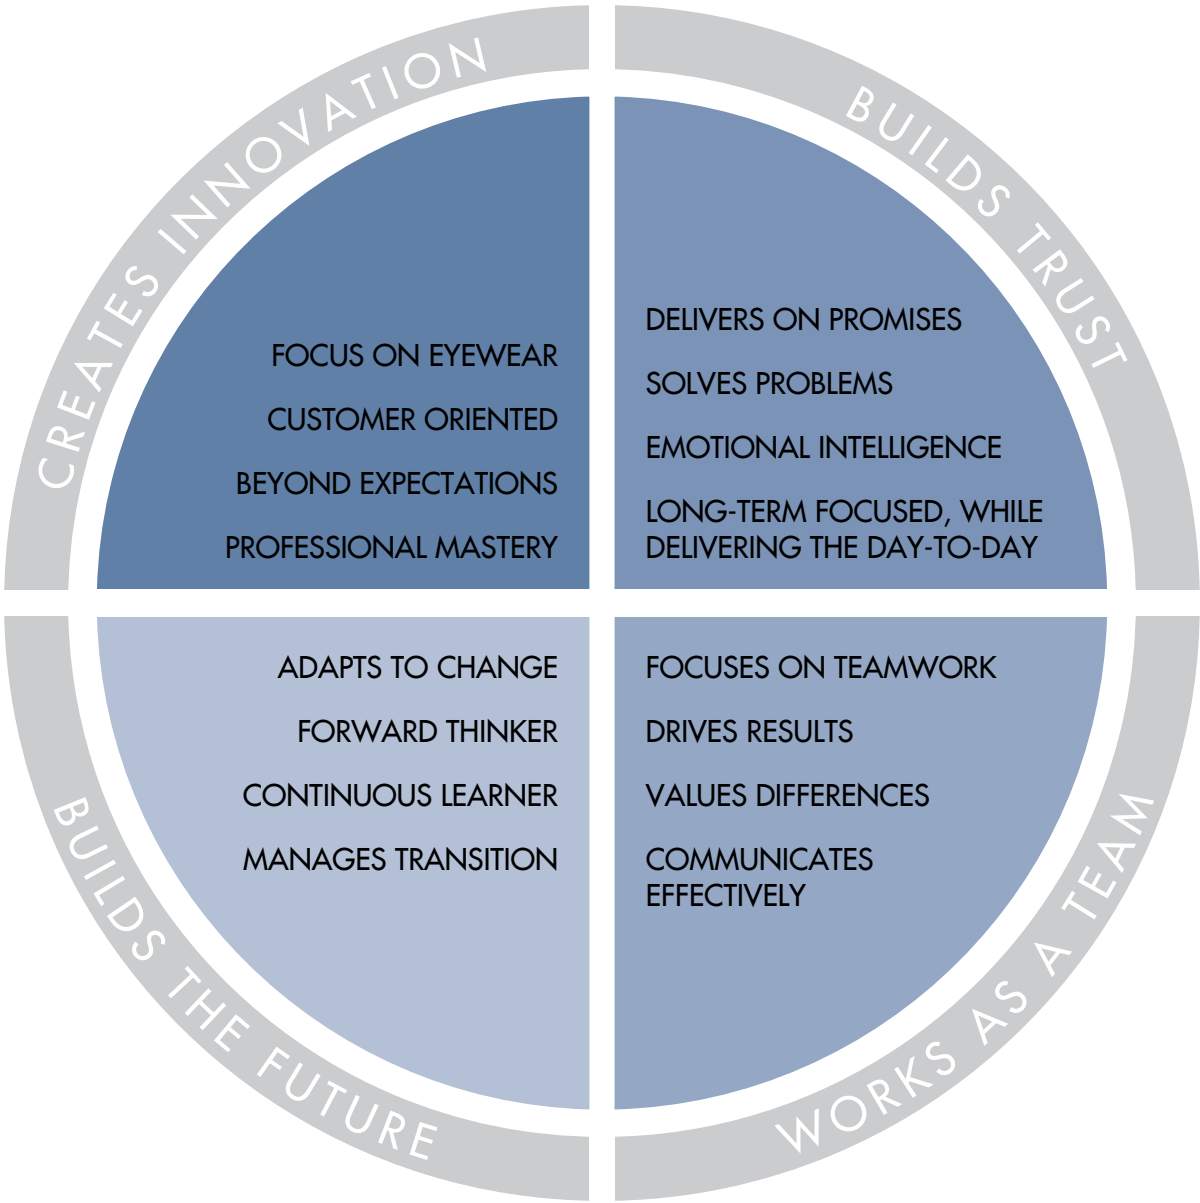 CREATES INNOVATION
FOCUS ON EYEWEAR
CUSTOMER ORIENTED
BEYOND EXPECTATIONS
PROFESSIONAL MASTERY
BUILDS TRUST
DELIVERS ON PROMISES
SOLVES PROBLEMS
EMOTIONAL INTELLIGENCE
LONG-TERM FOCUSED, WHILE
DELIVERING THE DAY-TO-DAY
BUILDS THE FUTURE
ADAPTS TO CHANGE
FORWARD THINKER
CONTINUOUS LEARNER
MANAGES TRANSITION
WORKS AS A TEAM
FOCUSES ON TEAMWORK
DRIVES RESULTS
VALUES DIFFERENCES
COMMUNICATES
EFFECTIVELY